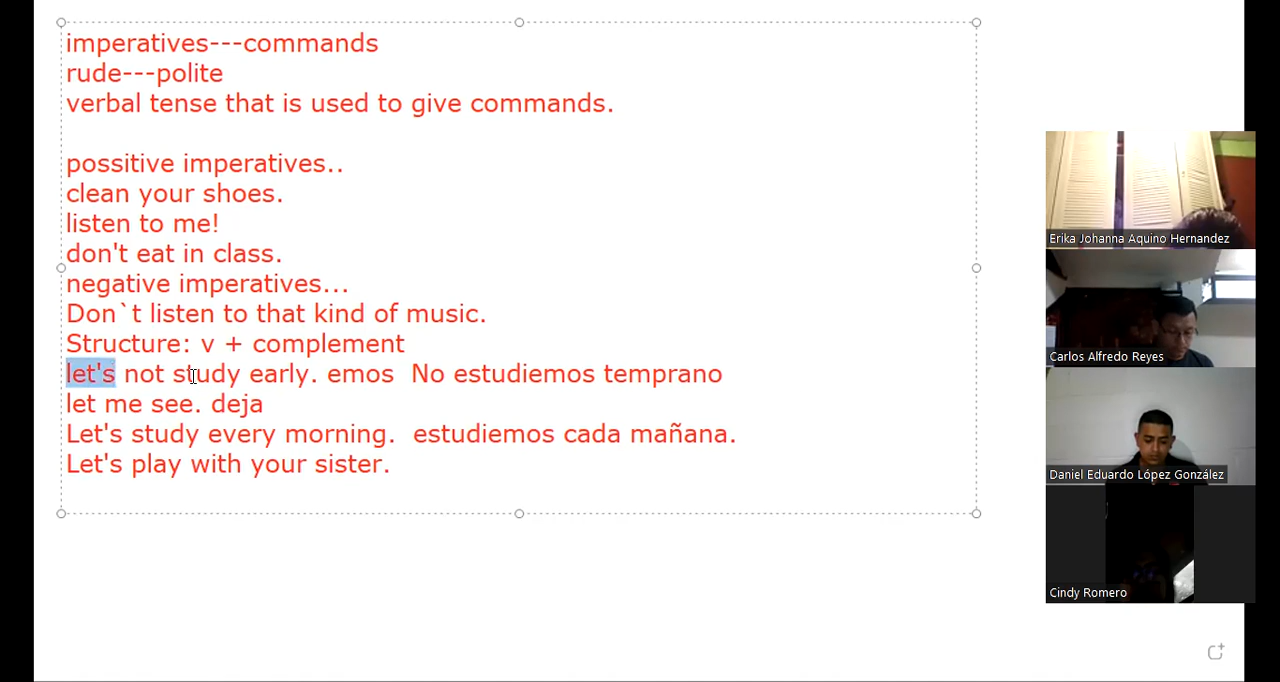 imperatives---commands
rude---polite
verbal tense that is used to give commands.
possitive imperatives..
clean your shoes.
listen to me!
don't eat in class.
negative imperatives...
Don`t listen to that kind of music.
Structure: v + complement
let's not study early. emos  No estudiemos temprano
let me see. deja
Let's study every morning.  estudiemos cada mañana.
Let's play with your sister.
Erika Johanna Aquino Hernandez
Carlos Alfredo Reyes
Daniel Eduardo López González
Cindy Romero